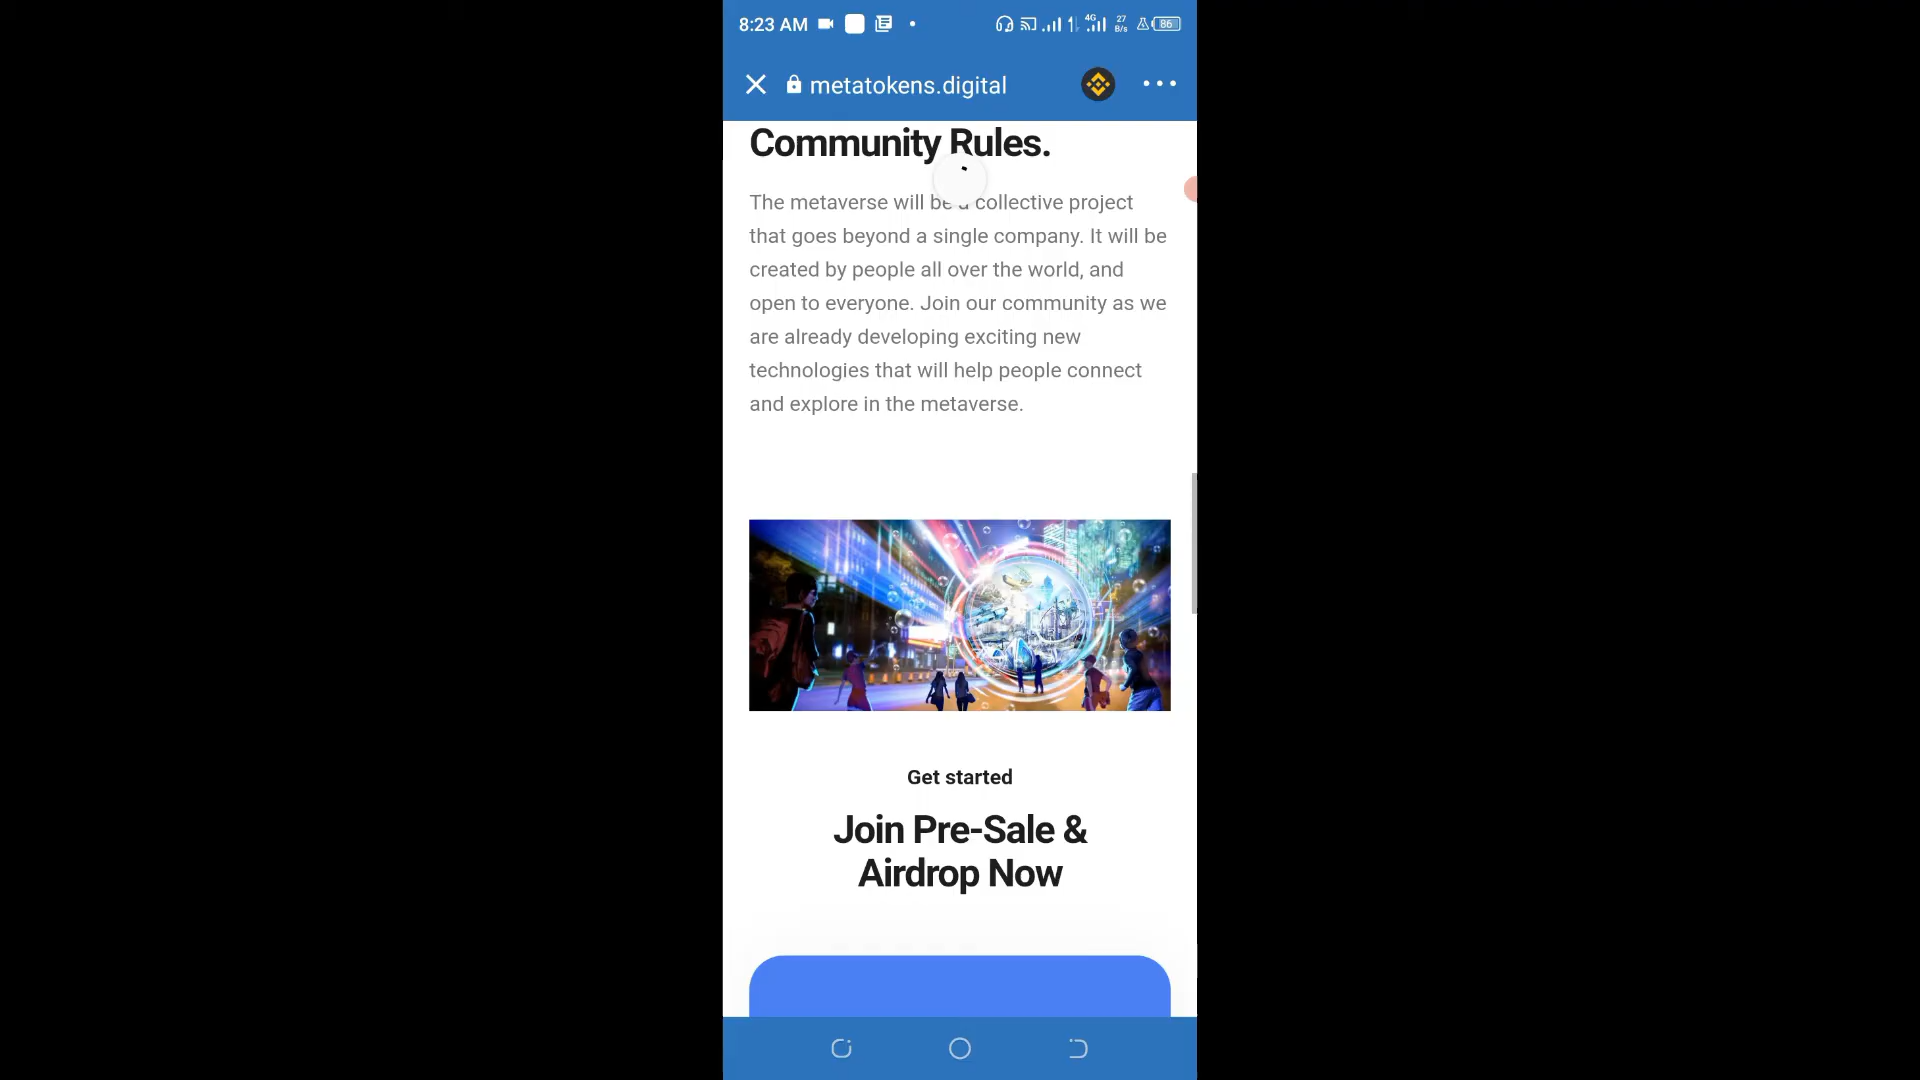 8:23 AM
4G
27
B/s
86
metatokens.digital
Community Rules.
The metaverse will be a collective project
that goes beyond a single company. It will be
created by people all over the world, and
open to everyone. Join our community as we
are already developing exciting new
technologies that will help people connect
and explore in the metaverse.
Get started
Join Pre-Sale &
Airdrop Now